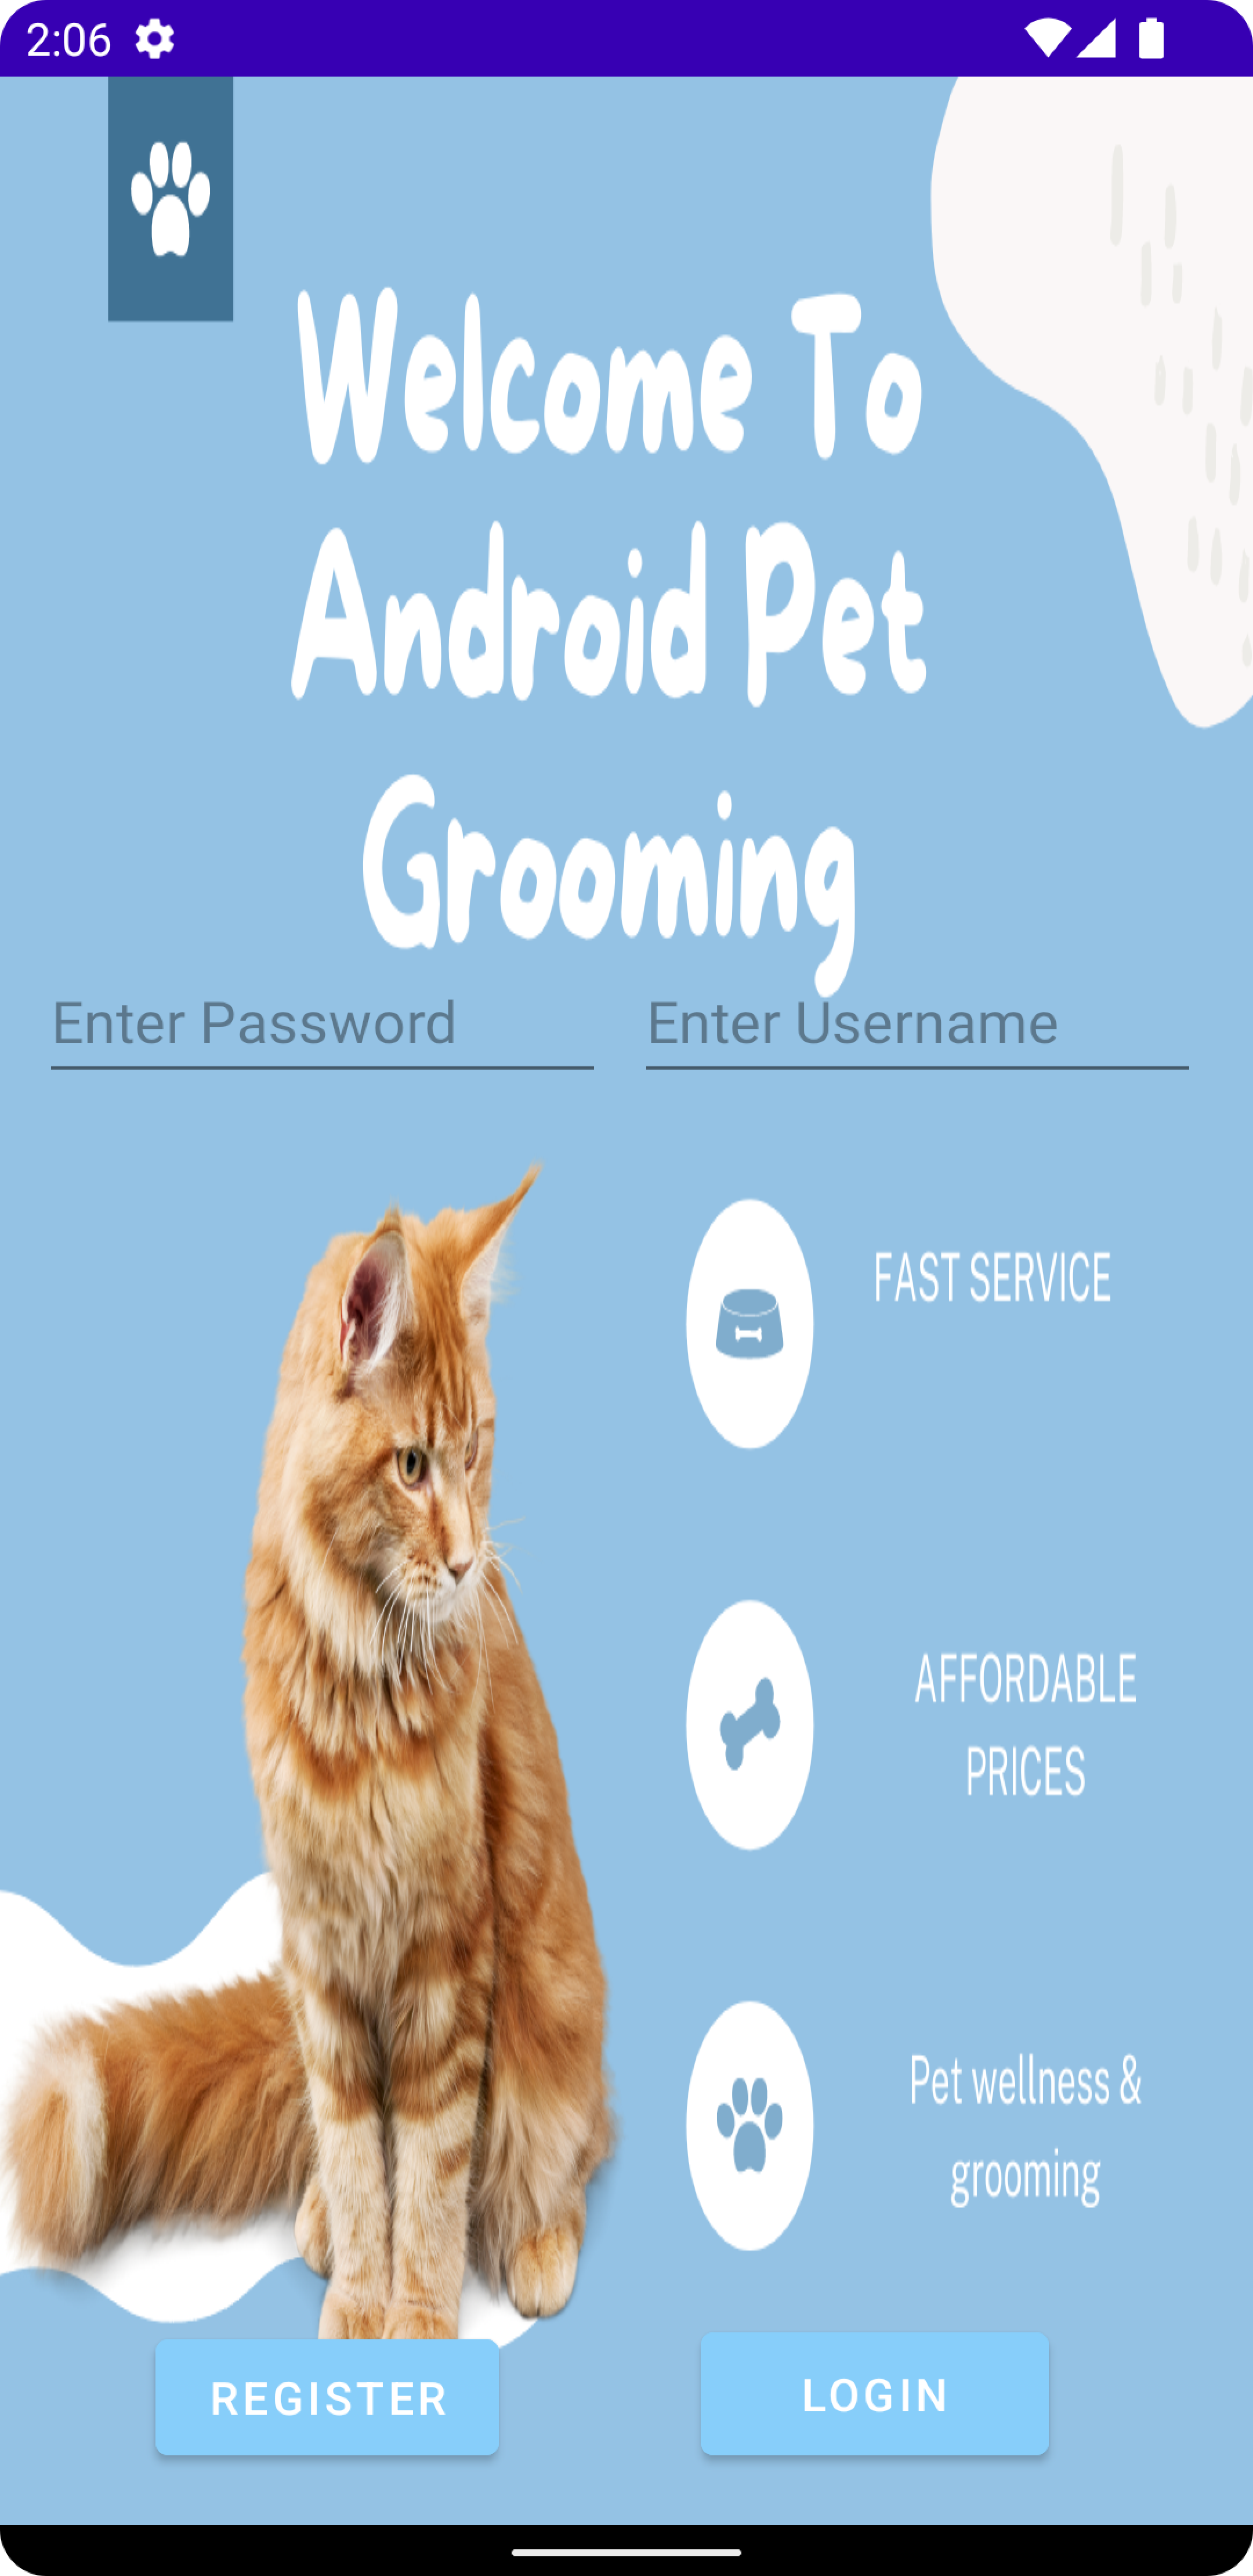 2:06
Welcome To
Android Pet
Grooming
Enter Password
Enter Username
FAST SERVICE
AFFORDABLE
PRICES
Pet wellness &
grooming
REGISTER
LOGIN